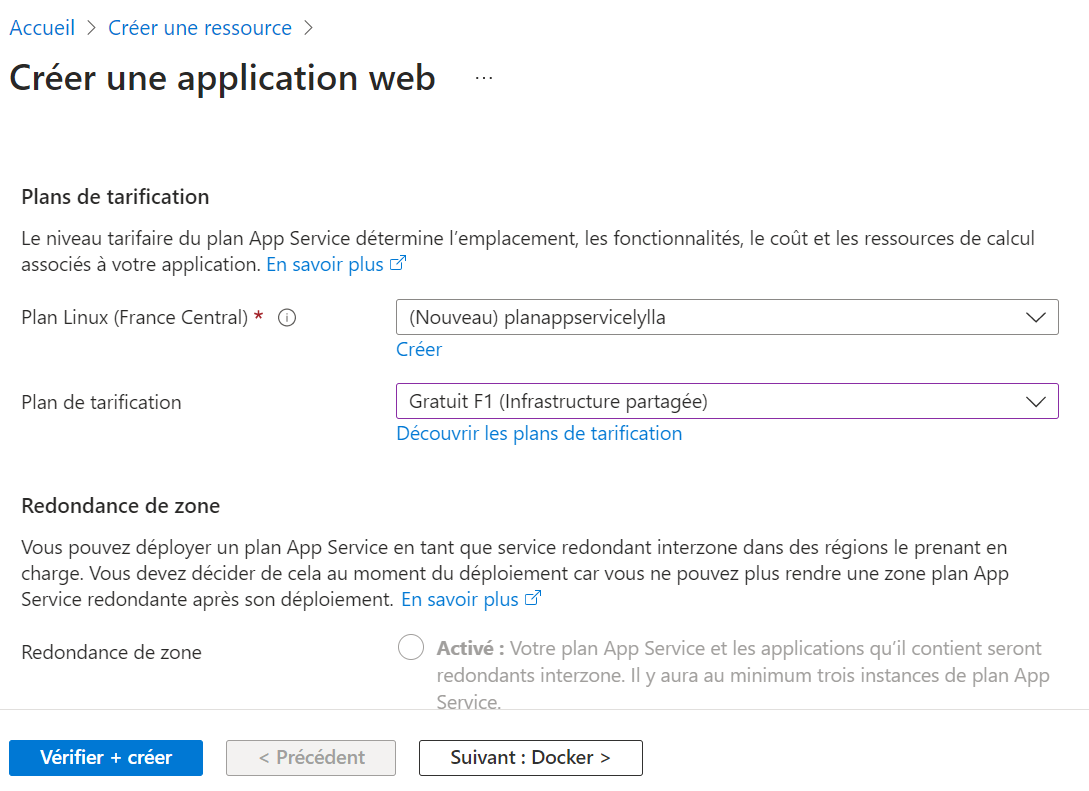 Accueil > Créer une ressource >
Créer une application web ...
Plans de tarification
Le niveau tarifaire du plan App Service détermine l’emplacement, les fonctionnalités, le coût et les ressources de calcul
associés à votre application. En savoir plus
Plan Linux (France Central) *
(Nouveau) planappservicelylla
Créer
Plan de tarification
Gratuit F1 (Infrastructure partagée)
Découvrir les plans de tarification
Redondance de zone
Vous pouvez déployer un plan App Service en tant que service redondant interzone dans des régions le prenant en
charge. Vous devez décider de cela au moment du déploiement car vous ne pouvez plus rendre une zone plan App
Service redondante après son déploiement. En savoir plus
Redondance de zone
Activé : Votre plan App Service et les applications qu’il contient seront
redondants interzone. Il y aura au minimum trois instances de plan App
Service.
Vérifier + créer
< Précédent
Suivant : Docker >